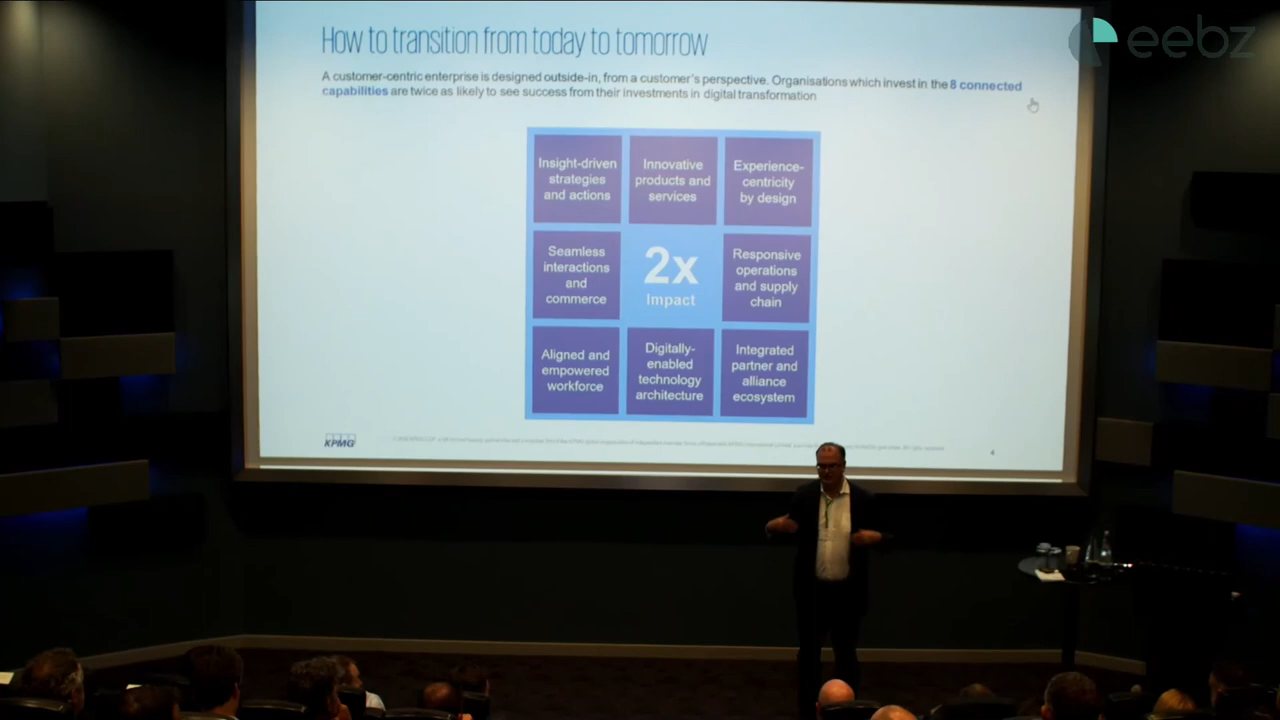 eebz
How to transition from today to tomorrow
A customer-centric enterprise is designed outside-in, from a customer's perspective. Organisations which invest in the 8 connected
capabilities are twice as likely to see success from their investments in digital transformation
Insight-driven
strategies
and actions
Innovative
products and
services
Experience-
centricity
by design
Seamless
interactions
and
commerce
2x
Impact
Responsive
operations
and supply
chain
Aligned and
empowered
workforce
Digitally-
enabled
technology
architecture
Integrated
partner and
alliance
ecosystem
KPMG
4